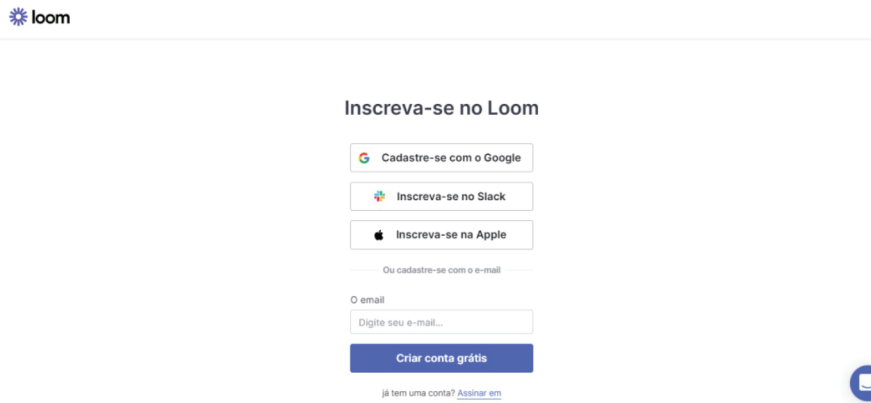 loom
Inscreva-se no Loom
Cadastre-se com o Google
Inscreva-se no Slack
Inscreva-se na Apple
Ou cadastre-se com o e-mail
O email
Digite seu e-mail...
Criar conta grátis
já tem uma conta? Assinar em